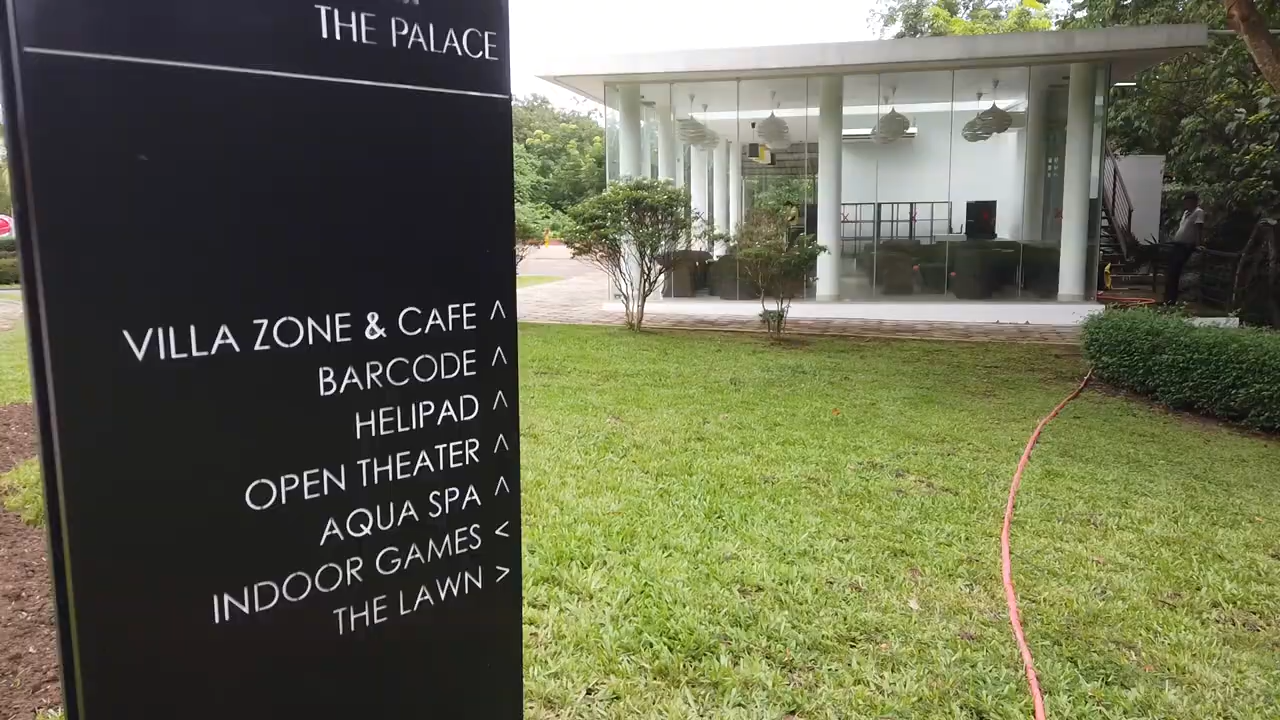 THE PALACE
VILLA ZONE & CAFE ^
BARCODE ^
HELIPAD ^
OPEN THEATER ^
AQUA SPA ^
INDOOR GAMES <
THE LAWN >